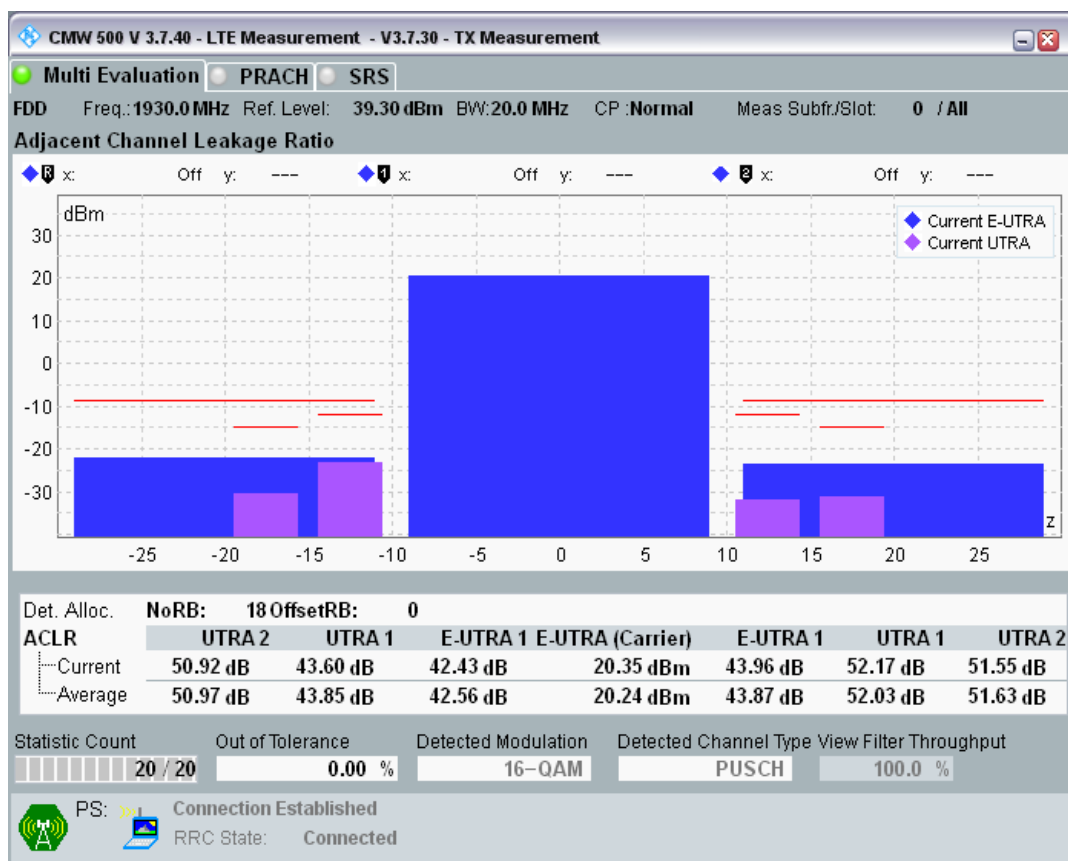 CMW 500 V 3.7.40 - LTE Measurement - V3.7.30 - TX Measurement
Multi Evaluation PRACH SRS
FDD Freq.: 1930.0 MHz Ref. Level: 39.30 dBm BW: 20.0 MHz CP : Normal Meas Subfr./Slot: 0 / All
Adjacent Channel Leakage Ratio
R x: Off y: --- 1 x: Off y: --- 2 x: Off y: ---
dBm
Current E-UTRA
Current UTRA
30
20
10
0
-10
-20
-30
z
-25 -20 -15 -10 -5 0 5 10 15 20 25
Det. Alloc. NoRB: 18 OffsetRB: 0
ACLR UTRA 2 UTRA 1 E-UTRA 1 E-UTRA (Carrier) E-UTRA 1 UTRA 1 UTRA 2
Current 50.92 dB 43.60 dB 42.43 dB 20.35 dBm 43.96 dB 52.17 dB 51.55 dB
Average 50.97 dB 43.85 dB 42.56 dB 20.24 dBm 43.87 dB 52.03 dB 51.63 dB
Statistic Count Out of Tolerance Detected Modulation Detected Channel Type View Filter Throughput
20 / 20 0.00 % 16-QAM PUSCH 100.0 %
PS: Connection Established
RRC State: Connected